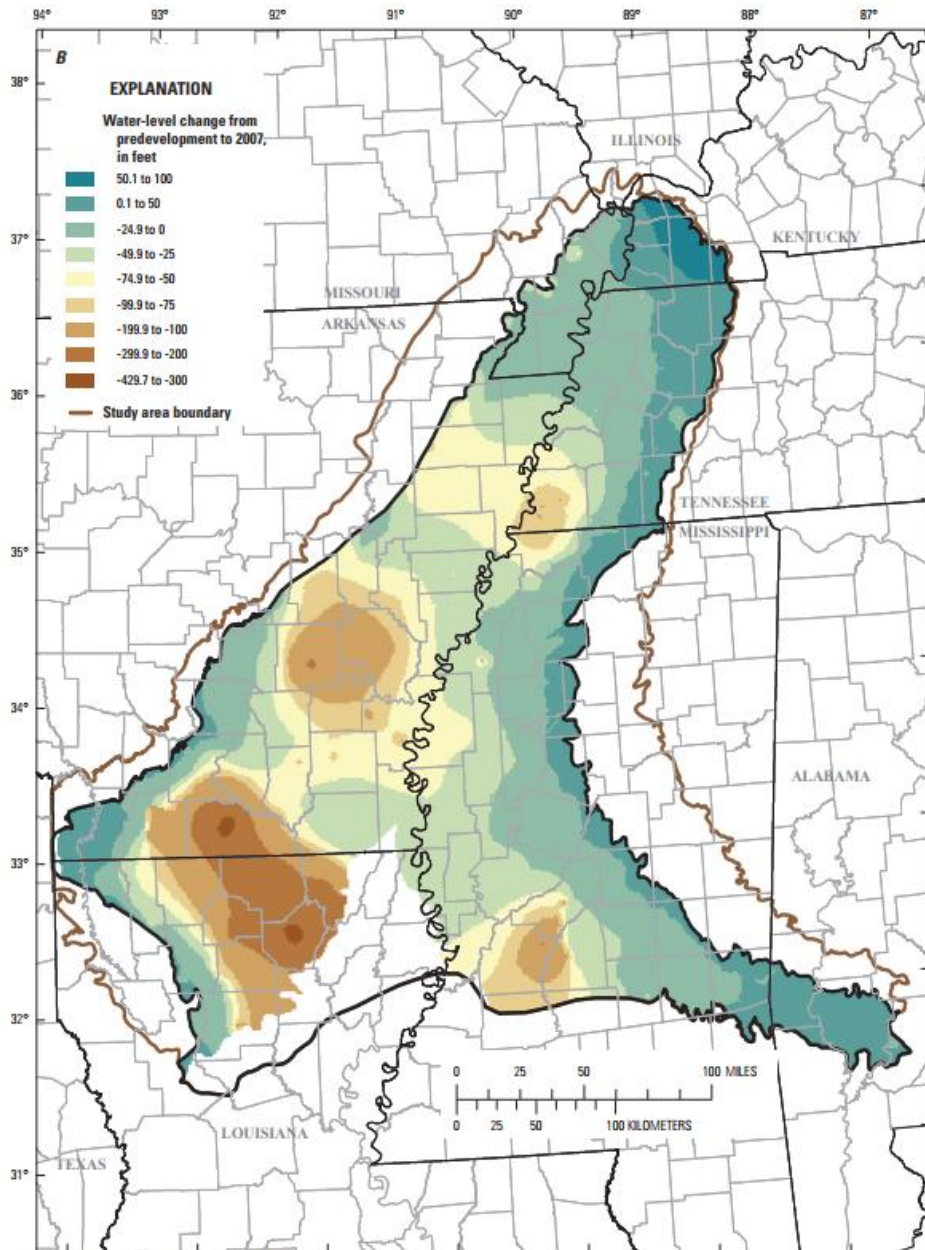 94° 93° 92° 91° 90° 89° 88° 87°
B
38°
EXPLANATION
Water-level change from
predevelopment to 2007,
in feet
50.1 to 100
0.1 to 50
-24.9 to 0
-49.9 to -25
-74.9 to -50
-99.9 to -75
-199.9 to -100
-299.9 to -200
-429.7 to -300
Study area boundary
ILLINOIS
37°
KENTUCKY
MISSOURI
ARKANSAS
36°
TENNESSEE
MISSISSIPPI
35°
34°
ALABAMA
33°
32°
0 25 50 100 MILES
0 25 50 100 KILOMETERS
LOUISIANA
TEXAS
31°